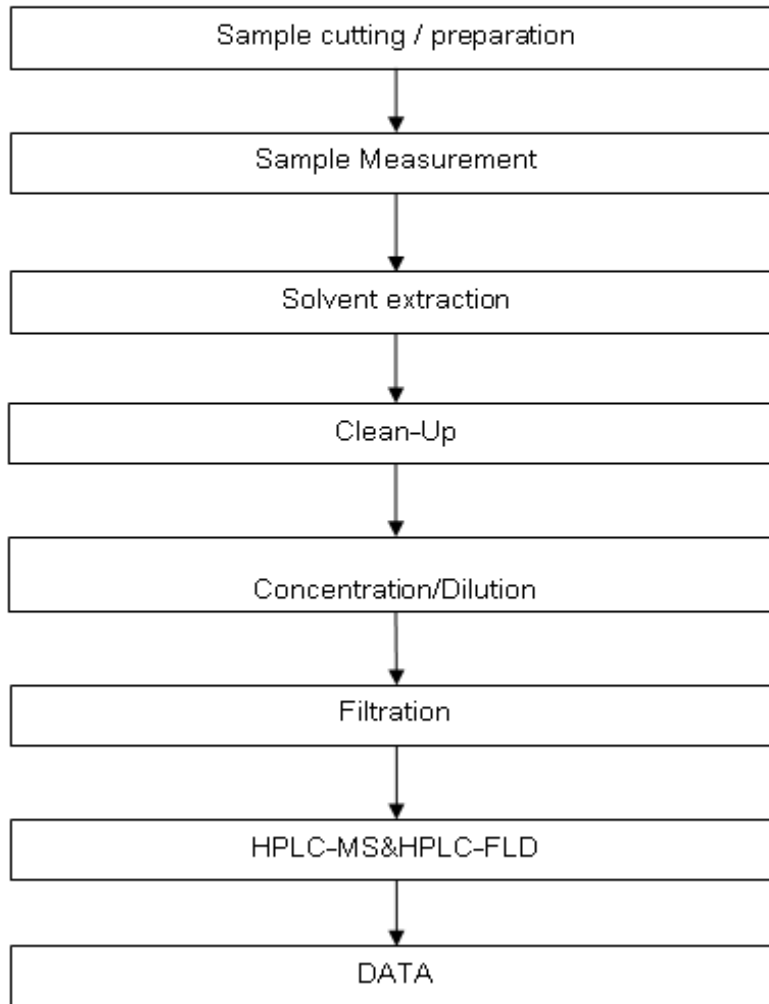 Sample cutting / preparation
Sample Measurement
Solvent extraction
Clean-Up
Concentration/Dilution
Filtration
HPLC-MS&HPLC-FLD
DATA